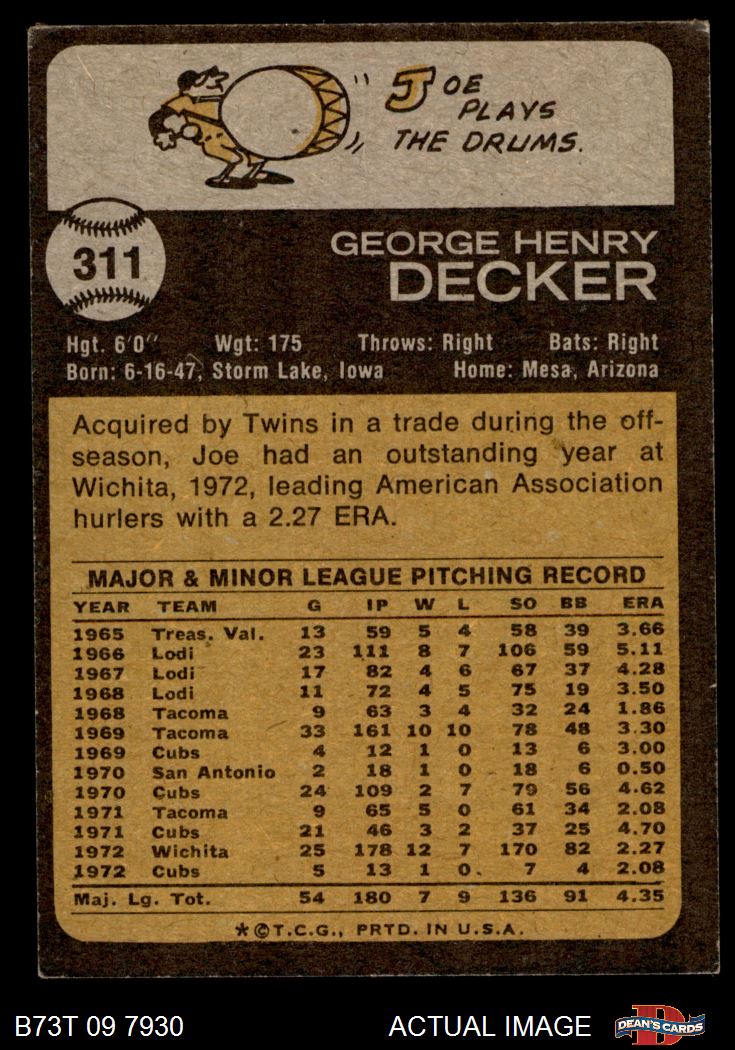 JOE
PLAYS
THE DRUMS.
311
GEORGE HENRY
DECKER
Hgt. 6'0" Wgt: 175 Throws: Right Bats: Right
Born: 6-16-47, Storm Lake, Iowa Home: Mesa, Arizona
Acquired by Twins in a trade during the off-
season, Joe had an outstanding year at
Wichita, 1972, leading American Association
hurlers with a 2.27 ERA.
MAJOR & MINOR LEAGUE PITCHING RECORD
YEAR TEAM G IP W L SO BB ERA
1965 Treas. Val. 13 59 5 4 58 39 3.66
1966 Lodi 23 111 8 7 106 59 5.11
1967 Lodi 17 82 4 6 67 37 4.28
1968 Lodi 11 72 4 5 75 19 3.50
1968 Tacoma 9 63 3 4 32 24 1.86
1969 Tacoma 33 161 10 10 78 48 3.30
1969 Cubs 4 12 1 0 13 6 3.00
1970 San Antonio 2 18 1 0 18 6 0.50
1970 Cubs 24 109 2 7 79 56 4.62
1971 Tacoma 9 65 5 0 61 34 2.08
1971 Cubs 21 46 3 2 37 25 4.70
1972 Wichita 25 178 12 7 170 82 2.27
1972 Cubs 5 13 1 0. 7 4 2.08
Maj. Lg. Tot. 54 180 7 9 136 91 4.35
*©T.C.G., PRTD. IN U.S.A.
B73T 09 7930 ACTUAL IMAGE DEAN'S CARDS